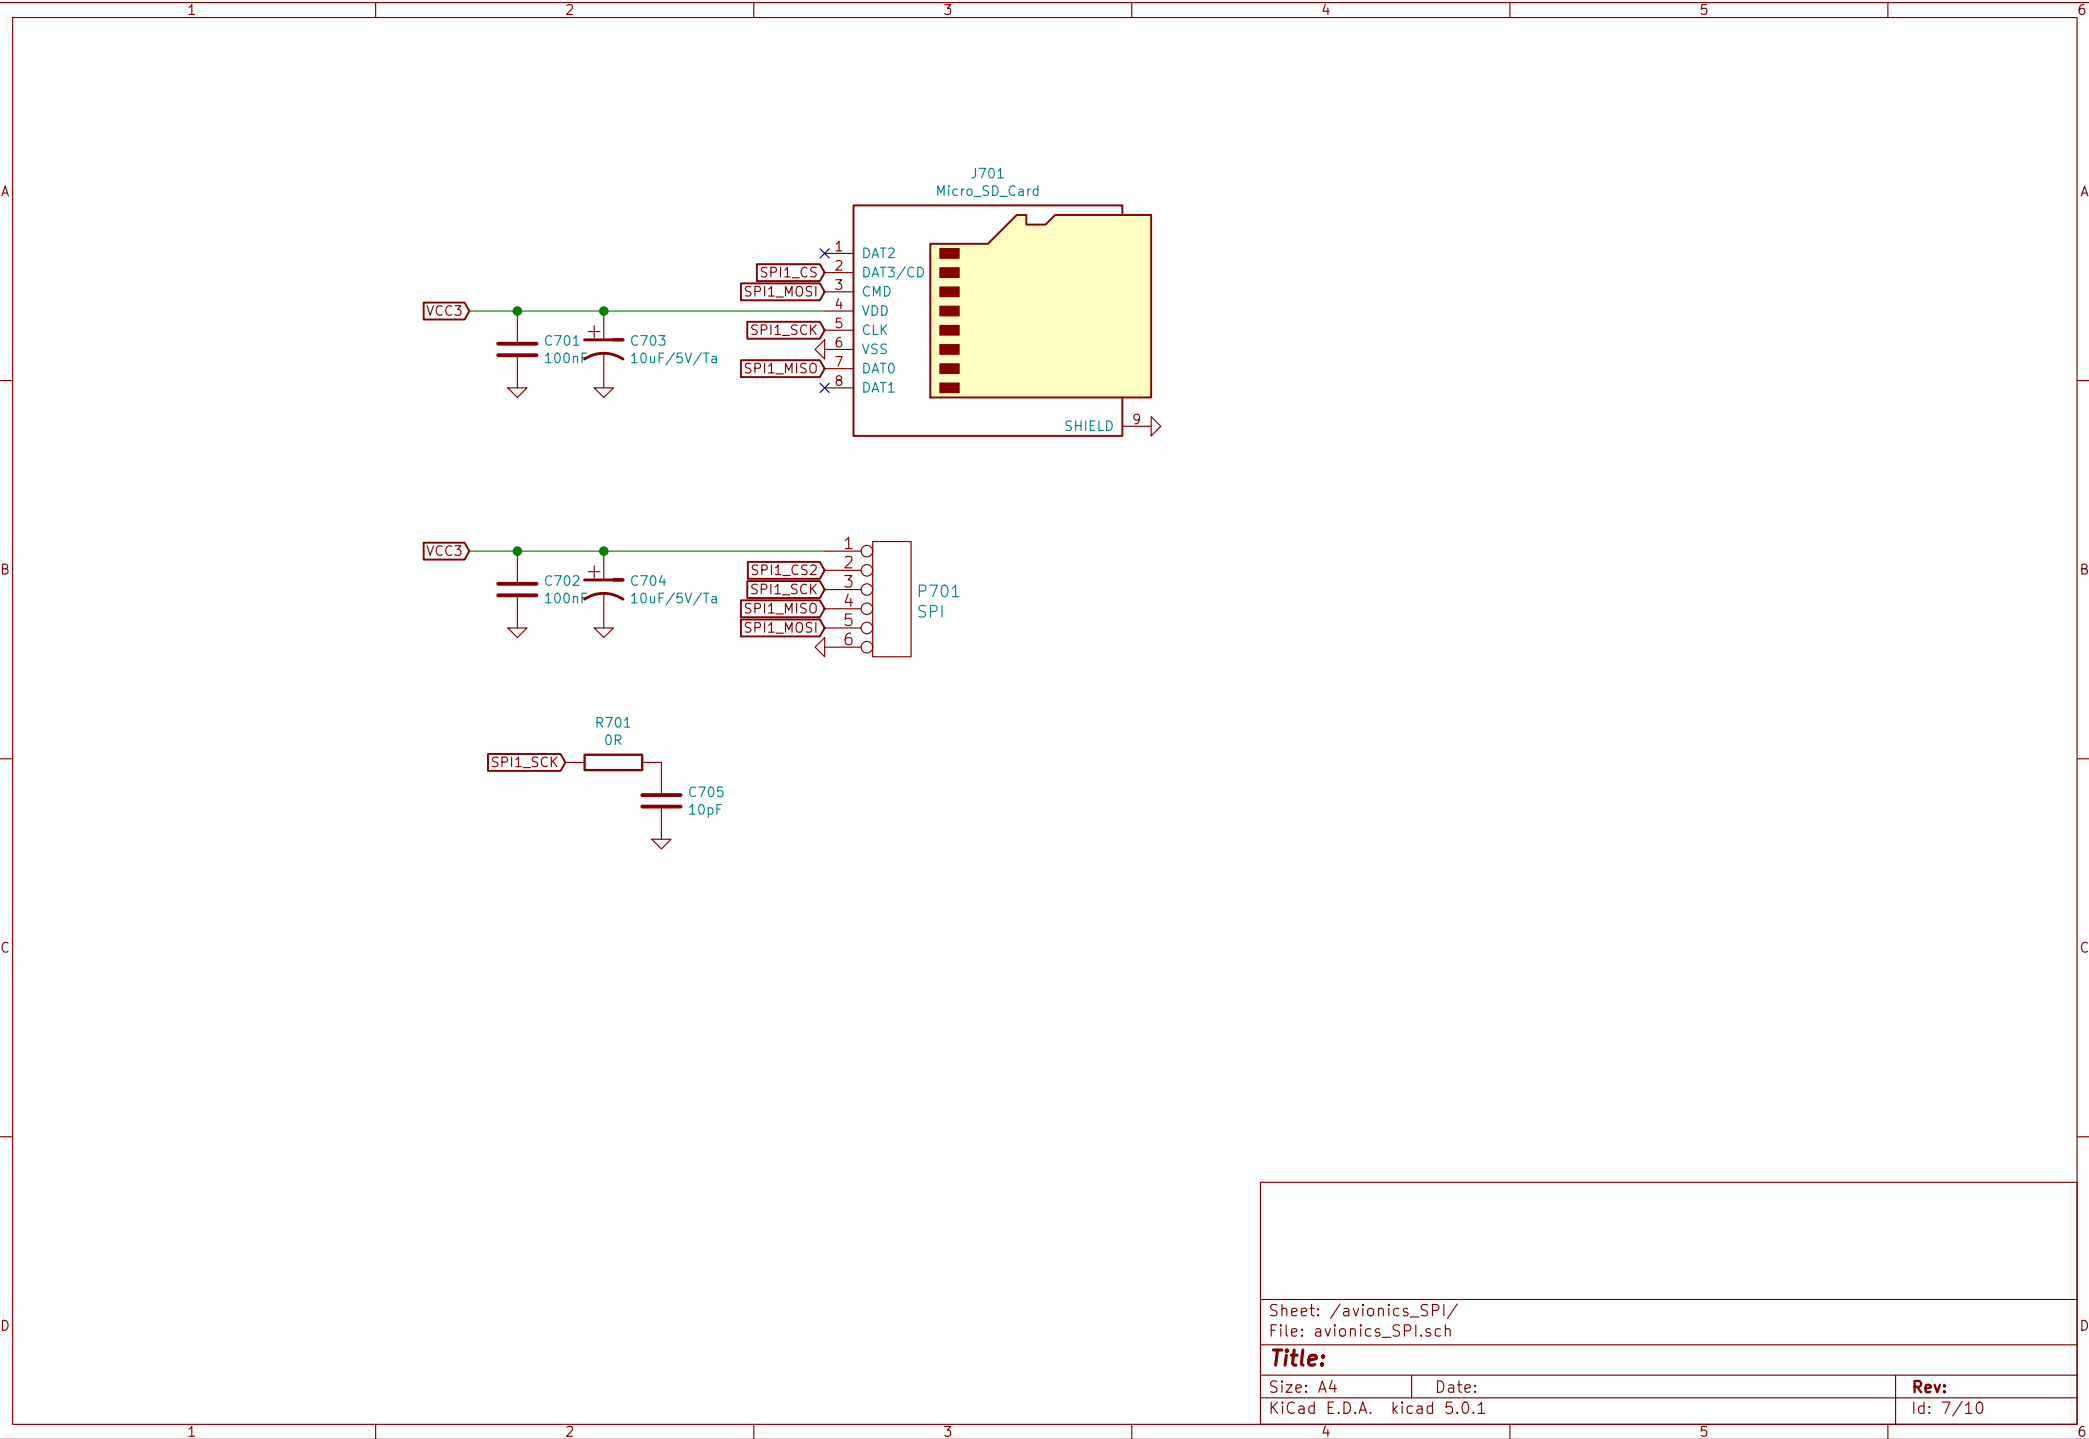 1 2 3 4 5 6
A A
J701
Micro_SD_Card
1 DAT2
SPI1_CS 2 DAT3/CD
SPI1_MOSI 3 CMD
VCC3 4 VDD
SPI1_SCK 5 CLK
6 VSS
SPI1_MISO 7 DAT0
8 DAT1
+
C701
100nF
C703
10uF/5V/Ta
SHIELD 9
B B
VCC3 1
SPI1_CS2 2
SPI1_SCK 3
SPI1_MISO 4
SPI1_MOSI 5
6
+
C702
100nF
C704
10uF/5V/Ta
P701
SPI
R701
0R
SPI1_SCK
C705
10pF
C C
D D
Sheet: /avionics_SPI/
File: avionics_SPI.sch
Title:
Size: A4 Date: Rev:
KiCad E.D.A. kicad 5.0.1 Id: 7/10
1 2 3 4 5 6